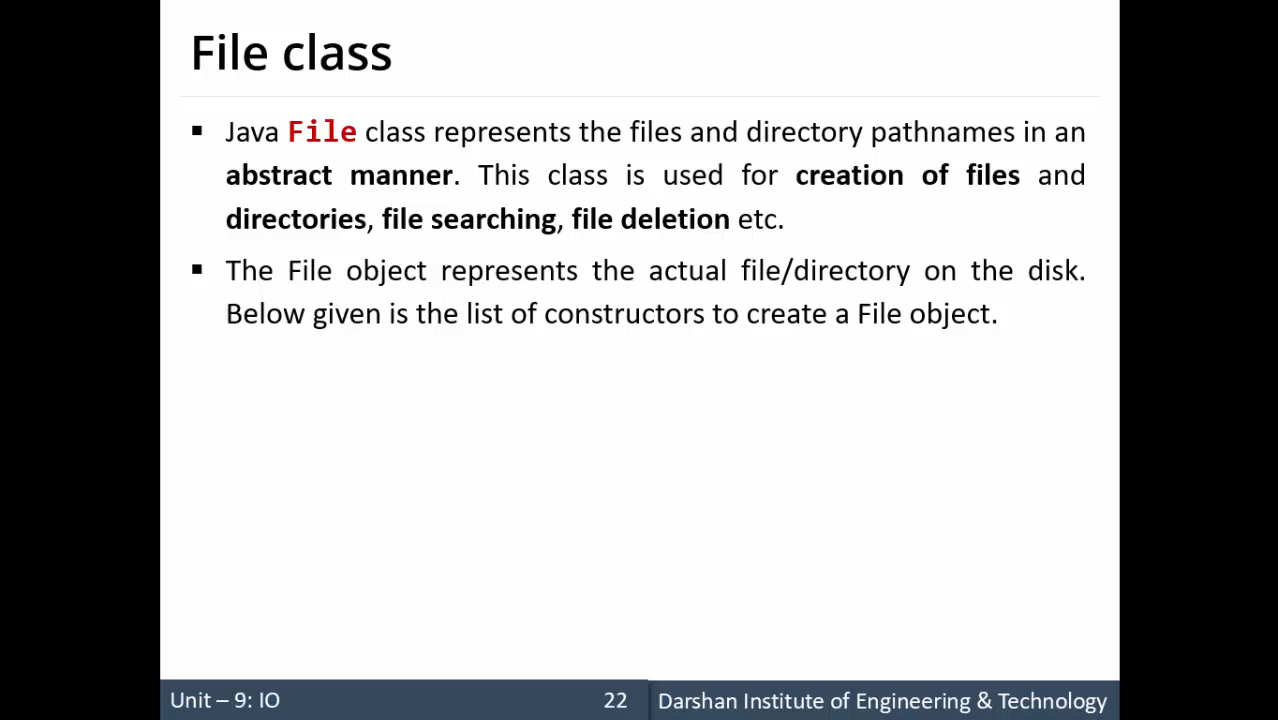 File class
▪ Java File class represents the files and directory pathnames in an
abstract manner. This class is used for creation of files and
directories, file searching, file deletion etc.
▪ The File object represents the actual file/directory on the disk.
Below given is the list of constructors to create a File object.
Unit – 9: IO 22 Darshan Institute of Engineering & Technology